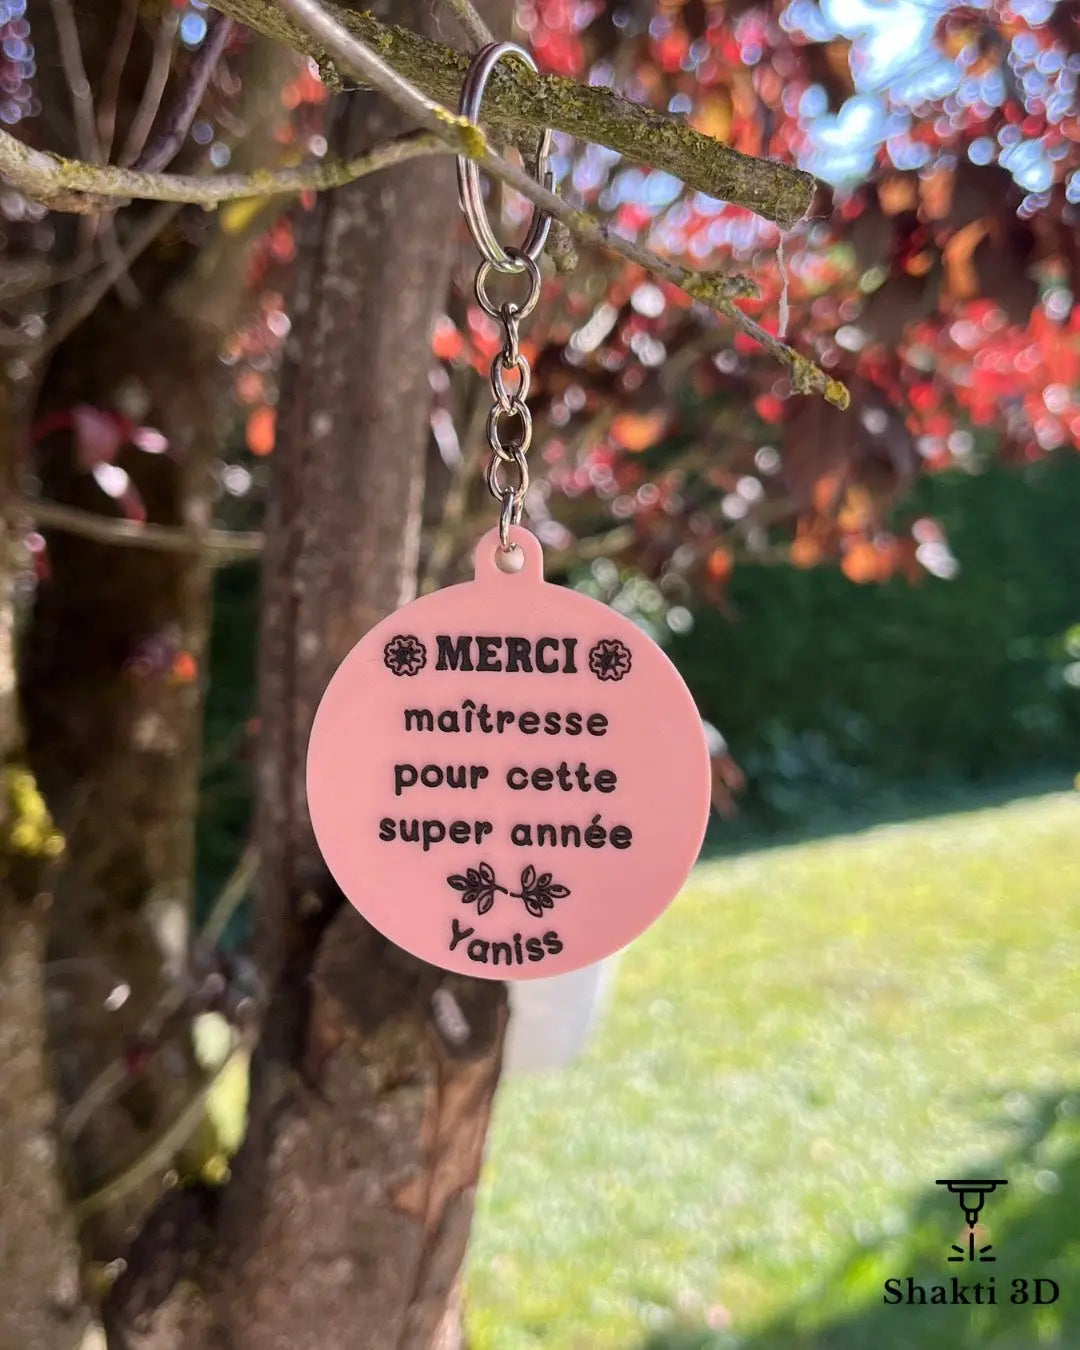 MERCI
maîtresse
pour cette
super année
Yaniss
Shakti 3D